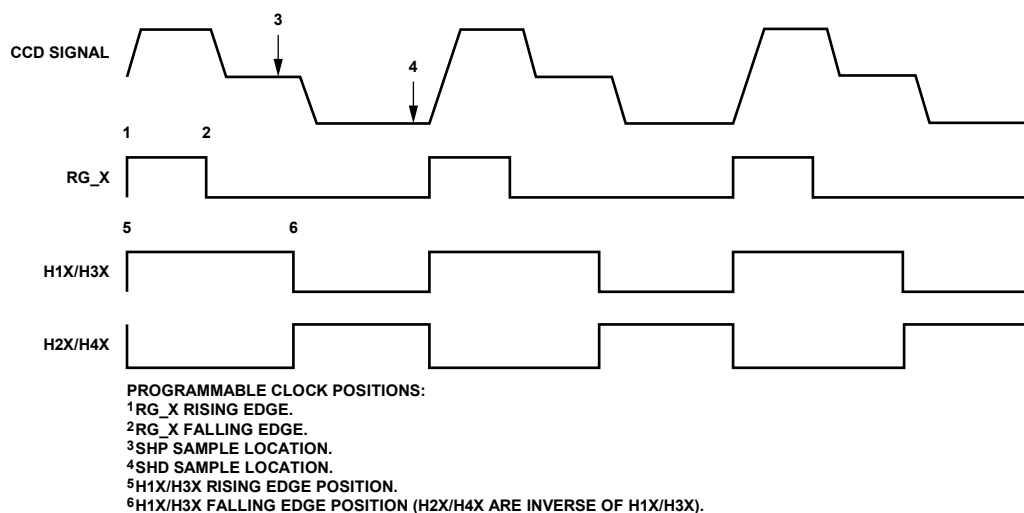 3
CCD SIGNAL
4
1 2
RG_X
5 6
H1X/H3X
H2X/H4X
PROGRAMMABLE CLOCK POSITIONS:
1RG_X RISING EDGE.
2RG_X FALLING EDGE.
3SHP SAMPLE LOCATION.
4SHD SAMPLE LOCATION.
5H1X/H3X RISING EDGE POSITION.
6H1X/H3X FALLING EDGE POSITION (H2X/H4X ARE INVERSE OF H1X/H3X).